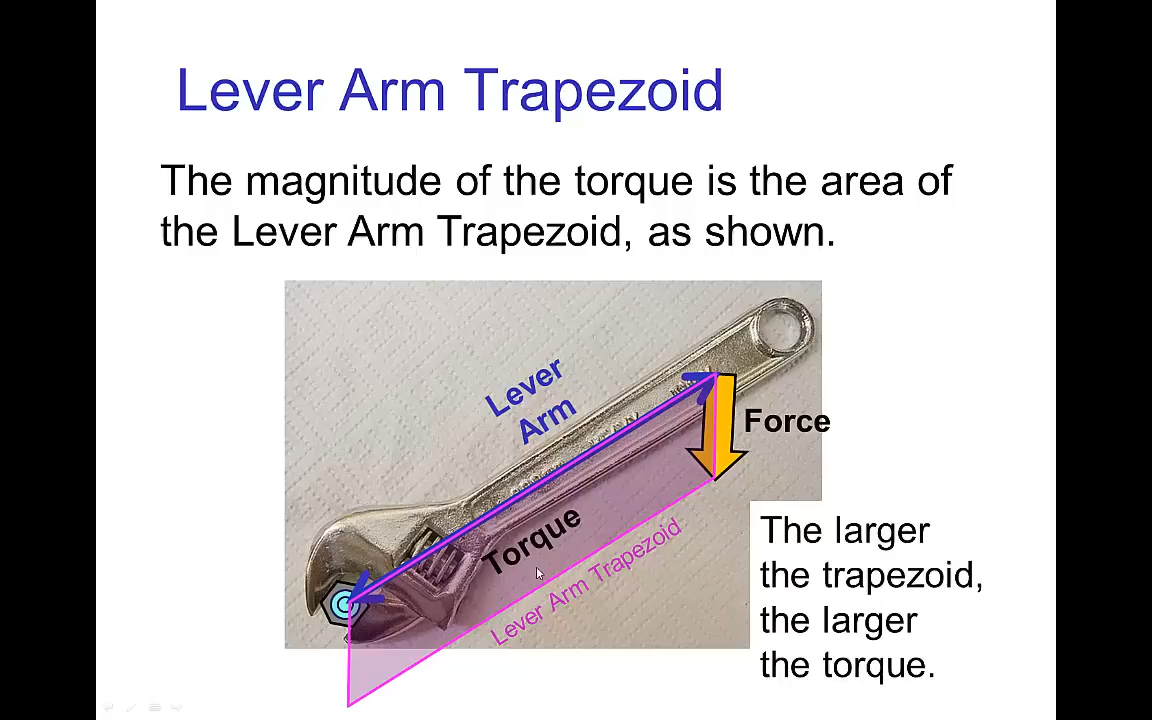 Lever Arm Trapezoid
The magnitude of the torque is the area of
the Lever Arm Trapezoid, as shown.
Lever
Arm
Force
Torque
Lever Arm Trapezoid
The larger
the trapezoid,
the larger
the torque.